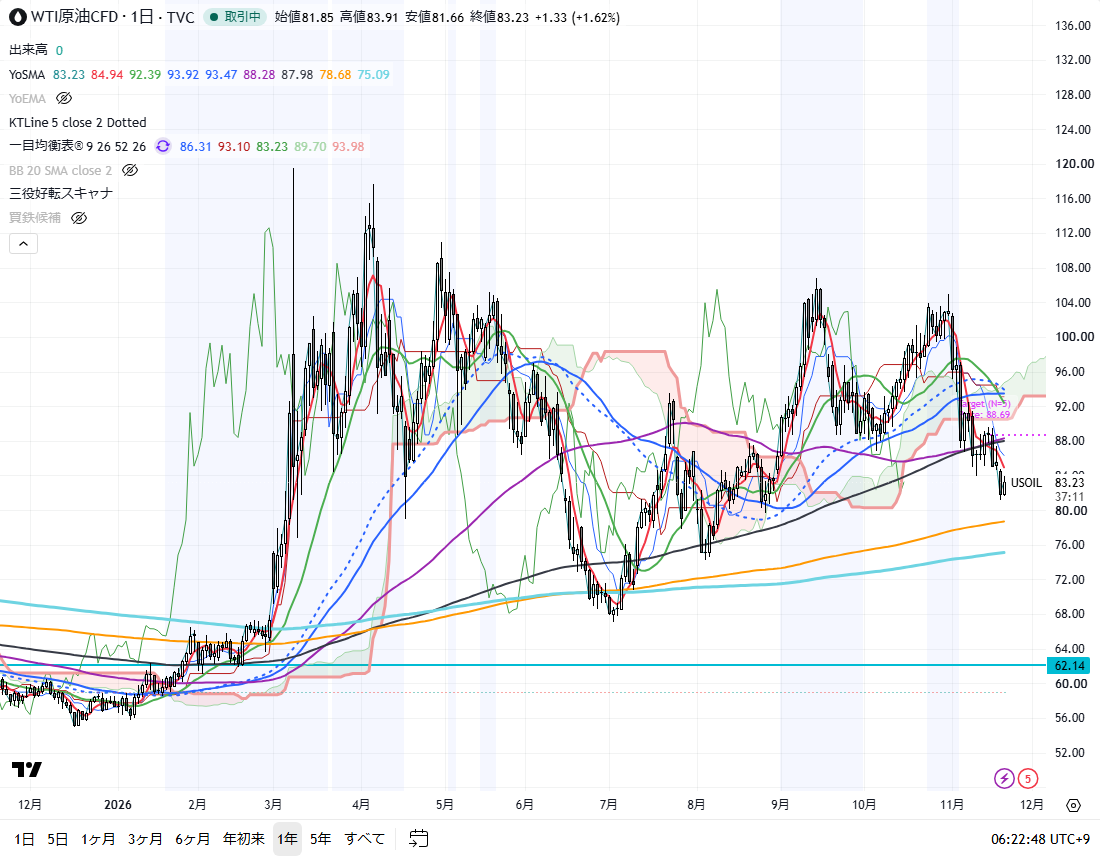 WTI原油CFD · 1日 · TVC 取引中 始値81.85 高値83.91 安値81.66 終値83.23 +1.33 (+1.62%)
出来高 0
YoSMA 83.23 84.94 92.39 93.92 93.47 88.28 87.98 78.68 75.09
YoEMA
KTLine 5 close 2 Dotted
一目均衡表® 9 26 52 26 86.31 93.10 83.23 89.70 93.98
BB 20 SMA close 2
三役好転スキャナ
買鉄候補
136.00
132.00
128.00
124.00
120.00
116.00
112.00
108.00
104.00
100.00
96.00
92.00
88.00
USOIL 83.23
37:11
80.00
76.00
72.00
68.00
64.00
62.14
60.00
56.00
52.00
(N=5)
88.69
5
12月 2026 2月 3月 4月 5月 6月 7月 8月 9月 10月 11月 12月
1日 5日 1ヶ月 3ヶ月 6ヶ月 年初来 1年 5年 すべて 06:22:48 UTC+9